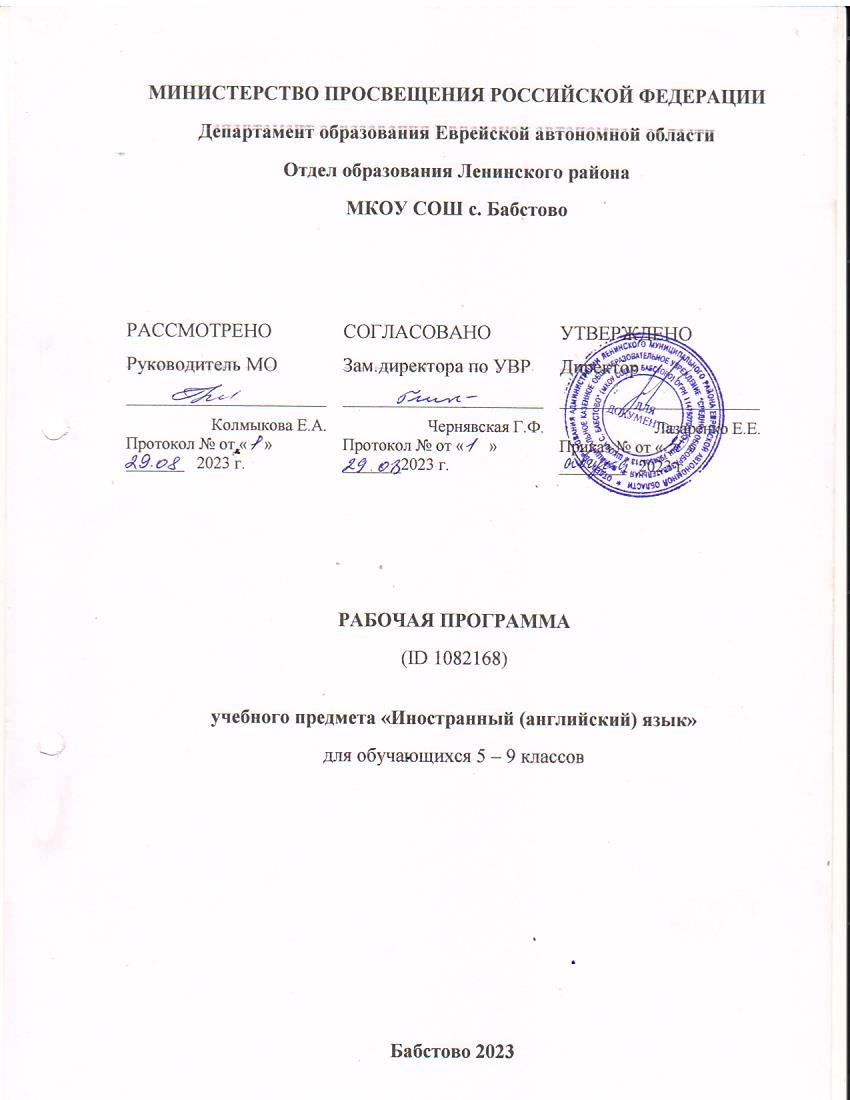 МИНИСТЕРСТВО ПРОСВЕЩЕНИЯ РОССИЙСКОЙ ФЕДЕРАЦИИ
Департамент образования Еврейской автономной области
Отдел образования Ленинского района
МКОУ СОШ с. Бабстово
РАССМОТРЕНО
Руководитель МО
Колмыкова Е.А.
Протокол № от « 1 »
29.08 2023 г.
СОГЛАСОВАНО
Зам.директора по УВР
Чернявская Г.Ф.
Протокол № от « 1 »
29.08 2023 г.
УТВЕРЖДЕНО
Директор
Лазаренко Е.Е.
Приказ № от «
2023 г.
ДЛЯ
ДОКУМЕНТОВ
РАБОЧАЯ ПРОГРАММА
(ID 1082168)
учебного предмета «Иностранный (английский) язык»
для обучающихся 5 – 9 классов
Бабстово 2023